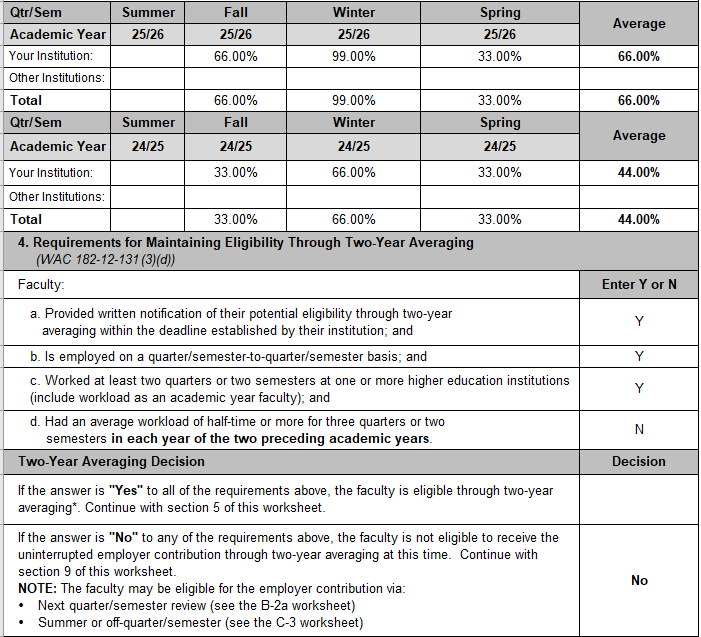 Qtr/Sem Summer Fall Winter Spring Average
Academic Year 25/26 25/26 25/26 25/26
Your Institution: 66.00% 99.00% 33.00% 66.00%
Other Institutions:
Total 66.00% 99.00% 33.00% 66.00%
Qtr/Sem Summer Fall Winter Spring Average
Academic Year 24/25 24/25 24/25 24/25
Your Institution: 33.00% 66.00% 33.00% 44.00%
Other Institutions:
Total 33.00% 66.00% 33.00% 44.00%
4. Requirements for Maintaining Eligibility Through Two-Year Averaging
(WAC 182-12-131 (3)(d))
Faculty: Enter Y or N
a. Provided written notification of their potential eligibility through two-year
averaging within the deadline established by their institution; and Y
b. Is employed on a quarter/semester-to-quarter/semester basis; and Y
c. Worked at least two quarters or two semesters at one or more higher education institutions
(include workload as an academic year faculty); and Y
d. Had an average workload of half-time or more for three quarters or two
semesters in each year of the two preceding academic years. N
Two-Year Averaging Decision Decision
If the answer is "Yes" to all of the requirements above, the faculty is eligible through two-year
averaging*. Continue with section 5 of this worksheet.
If the answer is "No" to any of the requirements above, the faculty is not eligible to receive the
uninterrupted employer contribution through two-year averaging at this time. Continue with
section 9 of this worksheet.
NOTE: The faculty may be eligible for the employer contribution via: No
• Next quarter/semester review (see the B-2a worksheet)
• Summer or off-quarter/semester (see the C-3 worksheet)